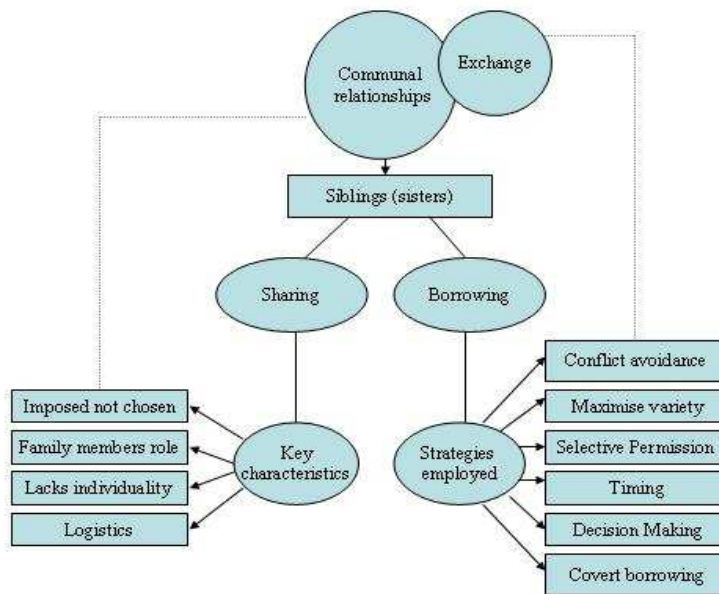 Communal
relationships
Exchange
Siblings (sisters)
Sharing
Borrowing
Imposed not chosen
Family members role
Lacks individuality
Logistics
Key
characteristics
Strategies
employed
Conflict avoidance
Maximise variety
Selective Permission
Timing
Decision Making
Covert borrowing